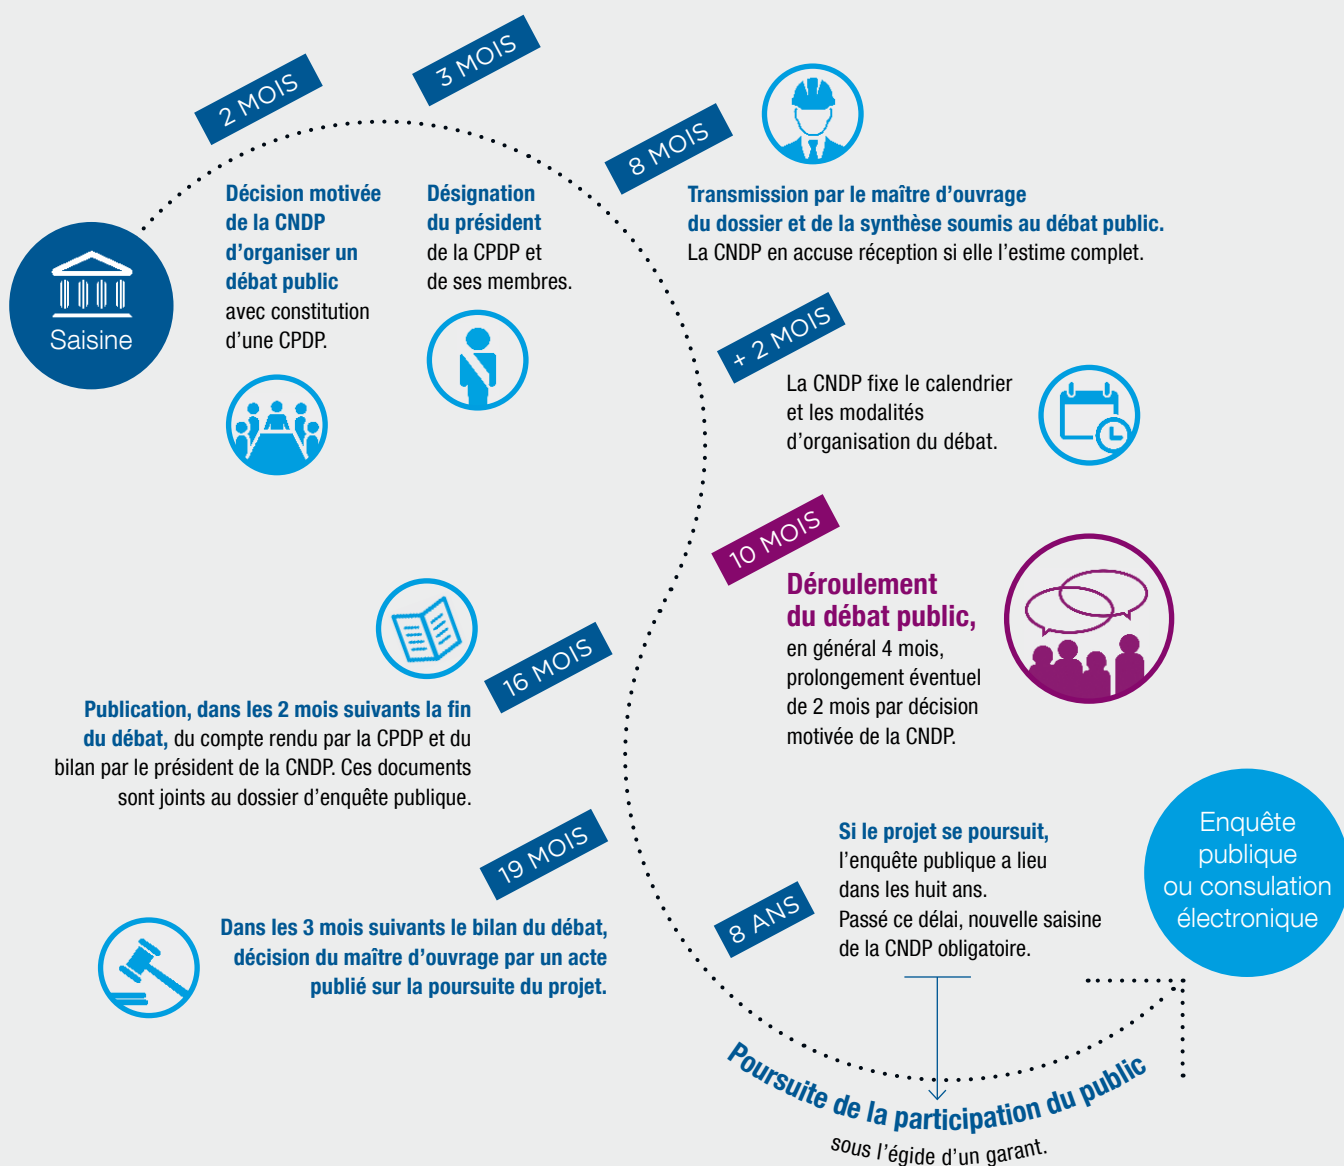 Saisine
2 MOIS
Décision motivée
de la CNDP
d'organiser un
débat public
avec constitution
d'une CPDP.
3 MOIS
Désignation
du président
de la CPDP et
de ses membres.
8 MOIS
Transmission par le maître d'ouvrage
du dossier et de la synthèse soumis au débat public.
La CNDP en accuse réception si elle l'estime complet.
+ 2 MOIS
La CNDP fixe le calendrier
et les modalités
d'organisation du débat.
10 MOIS
Déroulement
du débat public,
en général 4 mois,
prolongement éventuel
de 2 mois par décision
motivée de la CNDP.
16 MOIS
Publication, dans les 2 mois suivants la fin
du débat, du compte rendu par la CPDP et du
bilan par le président de la CNDP. Ces documents
sont joints au dossier d'enquête publique.
19 MOIS
Dans les 3 mois suivants le bilan du débat,
décision du maître d'ouvrage par un acte
publié sur la poursuite du projet.
8 ANS
Si le projet se poursuit,
l'enquête publique a lieu
dans les huit ans.
Passé ce délai, nouvelle saisine
de la CNDP obligatoire.
Poursuite de la participation du public
sous l'égide d'un garant.
Enquête
publique
ou consulation
électronique